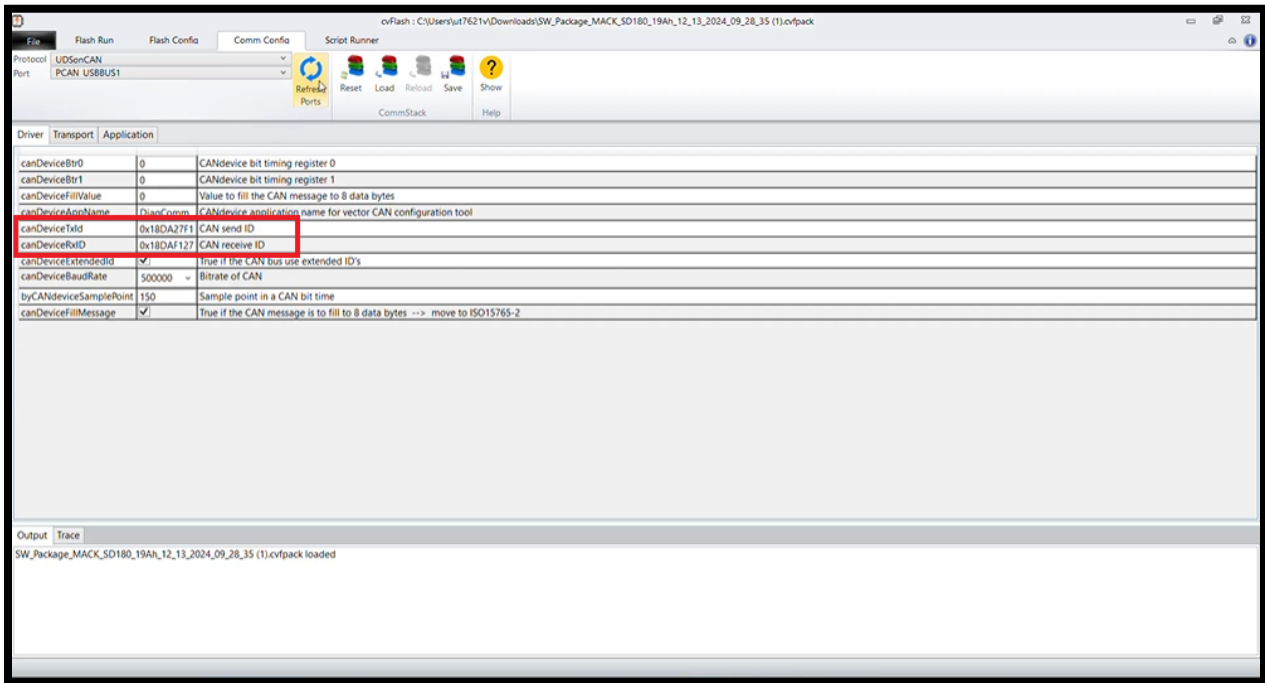 cvFlash : C:\Users\ut7621v\Downloads\SW_Package_MACK_SD180_19Ah_12_13_2024_09_28_35 (1).cvfpack
File Flash Run Flash Config Comm Config Script Runner
Protocol UDSonCAN
Port PCAN_USBBUS1
Refresh Ports
Reset Load Reload Save Show
CommStack Help
Driver Transport Application
canDeviceBtr0 0 CANdevice bit timing register 0
canDeviceBtr1 0 CANdevice bit timing register 1
canDeviceFillValue 0 Value to fill the CAN message to 8 data bytes
canDeviceAppName DiagComm CANdevice application name for vector CAN configuration tool
canDeviceTxId 0x18DA27F1 CAN send ID
canDeviceRxID 0x18DAF127 CAN receive ID
canDeviceExtendedId True if the CAN bus use extended ID's
canDeviceBaudRate 500000 Bitrate of CAN
byCANdeviceSamplePoint 150 Sample point in a CAN bit time
canDeviceFillMessage True if the CAN message is to fill to 8 data bytes --> move to ISO15765-2
Output Trace
SW_Package_MACK_SD180_19Ah_12_13_2024_09_28_35 (1).cvfpack loaded